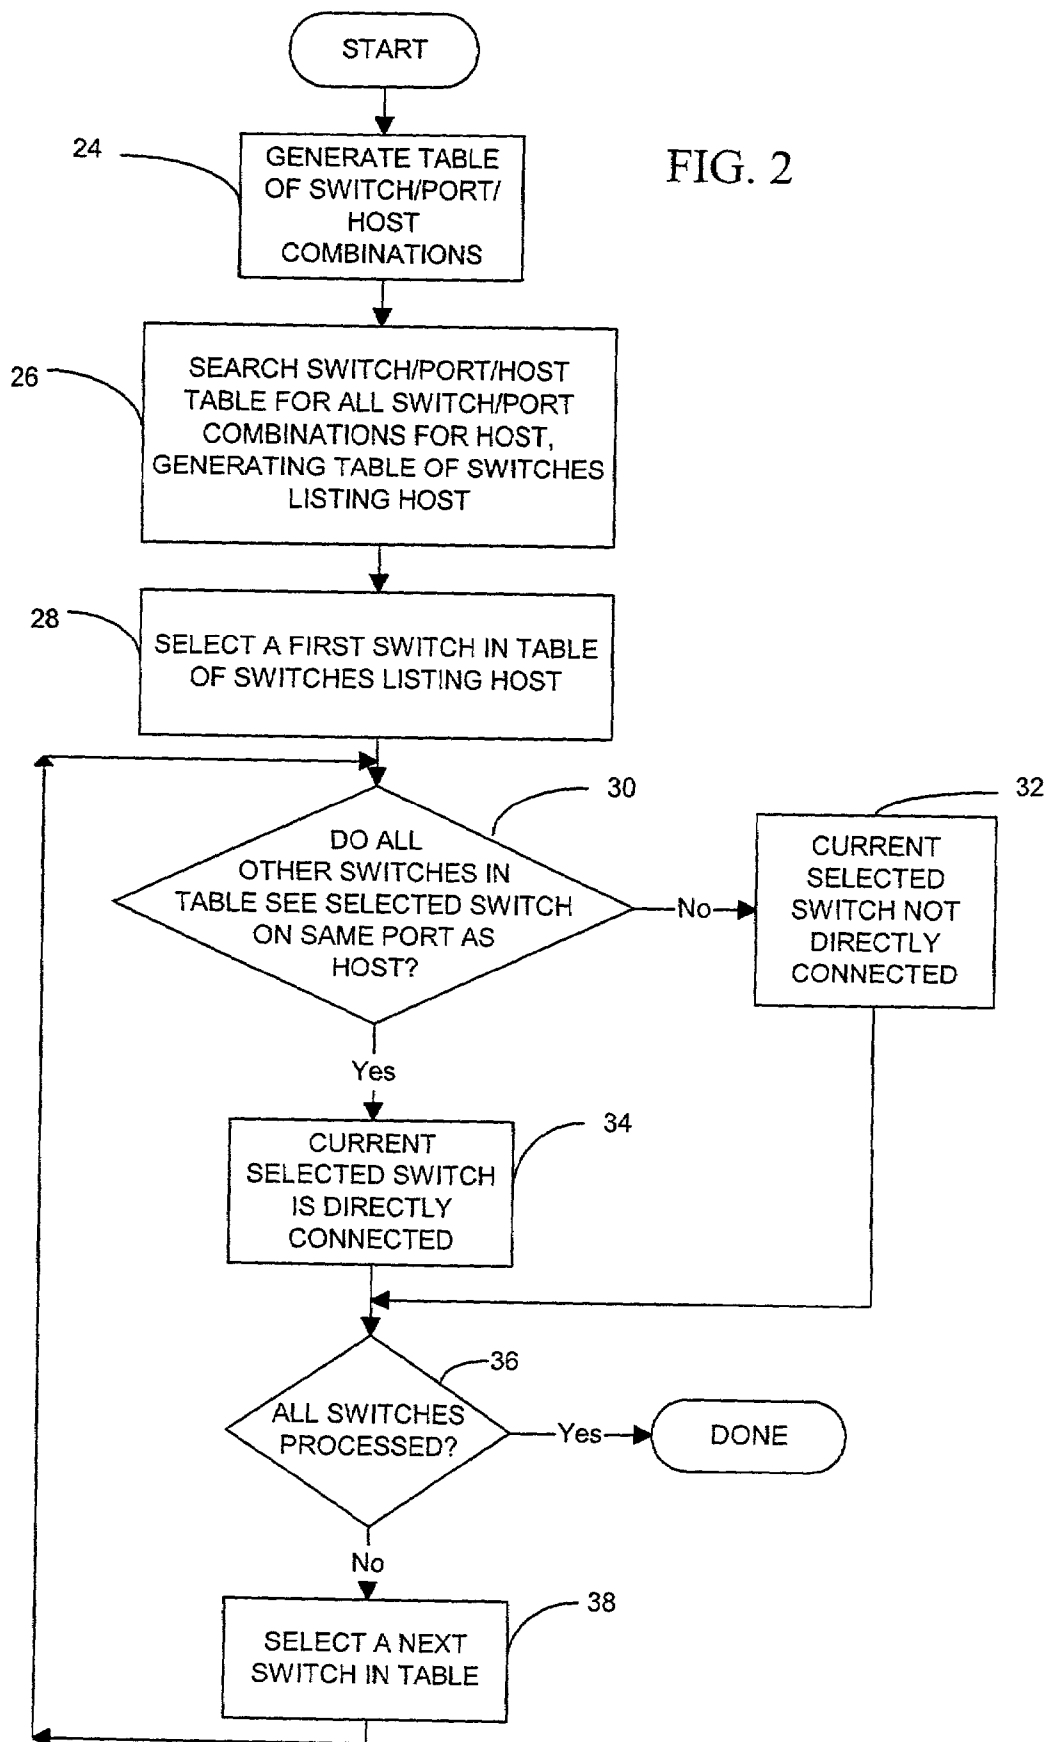 START
24
GENERATE TABLE
OF SWITCH/PORT/
HOST
COMBINATIONS
FIG. 2
26
SEARCH SWITCH/PORT/HOST
TABLE FOR ALL SWITCH/PORT
COMBINATIONS FOR HOST,
GENERATING TABLE OF SWITCHES
LISTING HOST
28
SELECT A FIRST SWITCH IN TABLE
OF SWITCHES LISTING HOST
30
DO ALL
OTHER SWITCHES IN
TABLE SEE SELECTED SWITCH
ON SAME PORT AS
HOST?
No
32
CURRENT
SELECTED
SWITCH NOT
DIRECTLY
CONNECTED
Yes
34
CURRENT
SELECTED SWITCH
IS DIRECTLY
CONNECTED
36
ALL SWITCHES
PROCESSED?
Yes
DONE
No
38
SELECT A NEXT
SWITCH IN TABLE